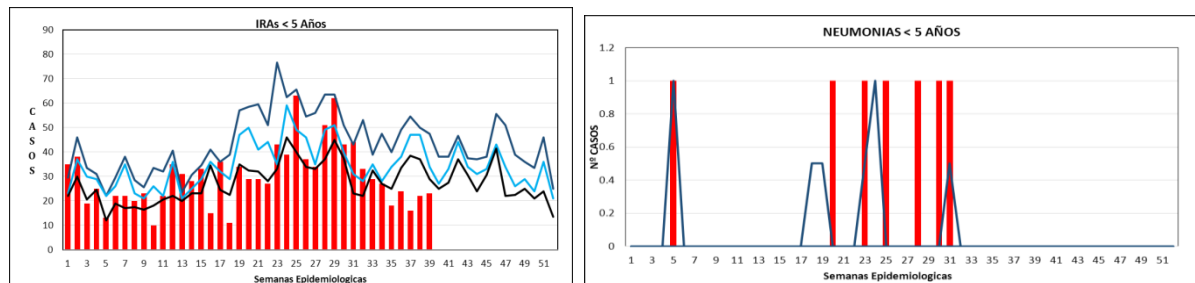 IRAs < 5 Años
90
80
70
60
50
40
30
20
10
0
CASOS
1 3 5 7 9 11 13 15 17 19 21 23 25 27 29 31 33 35 37 39 41 43 45 47 49 51
Semanas Epidemiologicas
NEUMONIAS < 5 AÑOS
1.2
1
0.8
0.6
0.4
0.2
0
Nº CASOS
1 3 5 7 9 11 13 15 17 19 21 23 25 27 29 31 33 35 37 39 41 43 45 47 49 51
Semanas Epidemiologicas